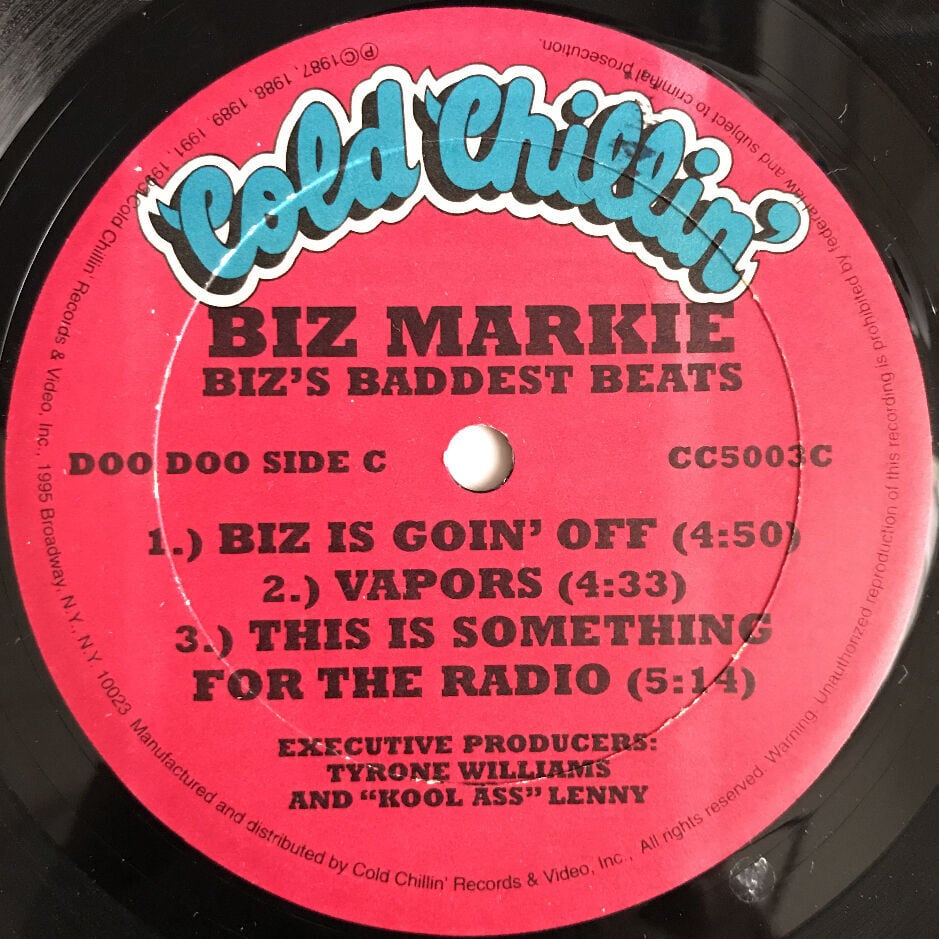 Cold Chillin'
BIZ MARKIE
BIZ'S BADDEST BEATS
DOO DOO SIDE C
CC5003C
1.) BIZ IS GOIN' OFF (4:50)
2.) VAPORS (4:33)
3.) THIS IS SOMETHING
FOR THE RADIO (5:14)
EXECUTIVE PRODUCERS:
TYRONE WILLIAMS
AND “KOOL ASS” LENNY
Ⓟ©1987, 1988, 1989, 1991, Cold Chillin' Records & Video, Inc., 1995 Broadway, N.Y., N.Y. 10023 Manufactured and distributed by Cold Chillin' Records & Video, Inc., All rights reserved. Warning. Unauthorized reproduction of this recording is prohibited by federal law and subject to criminal prosecution.